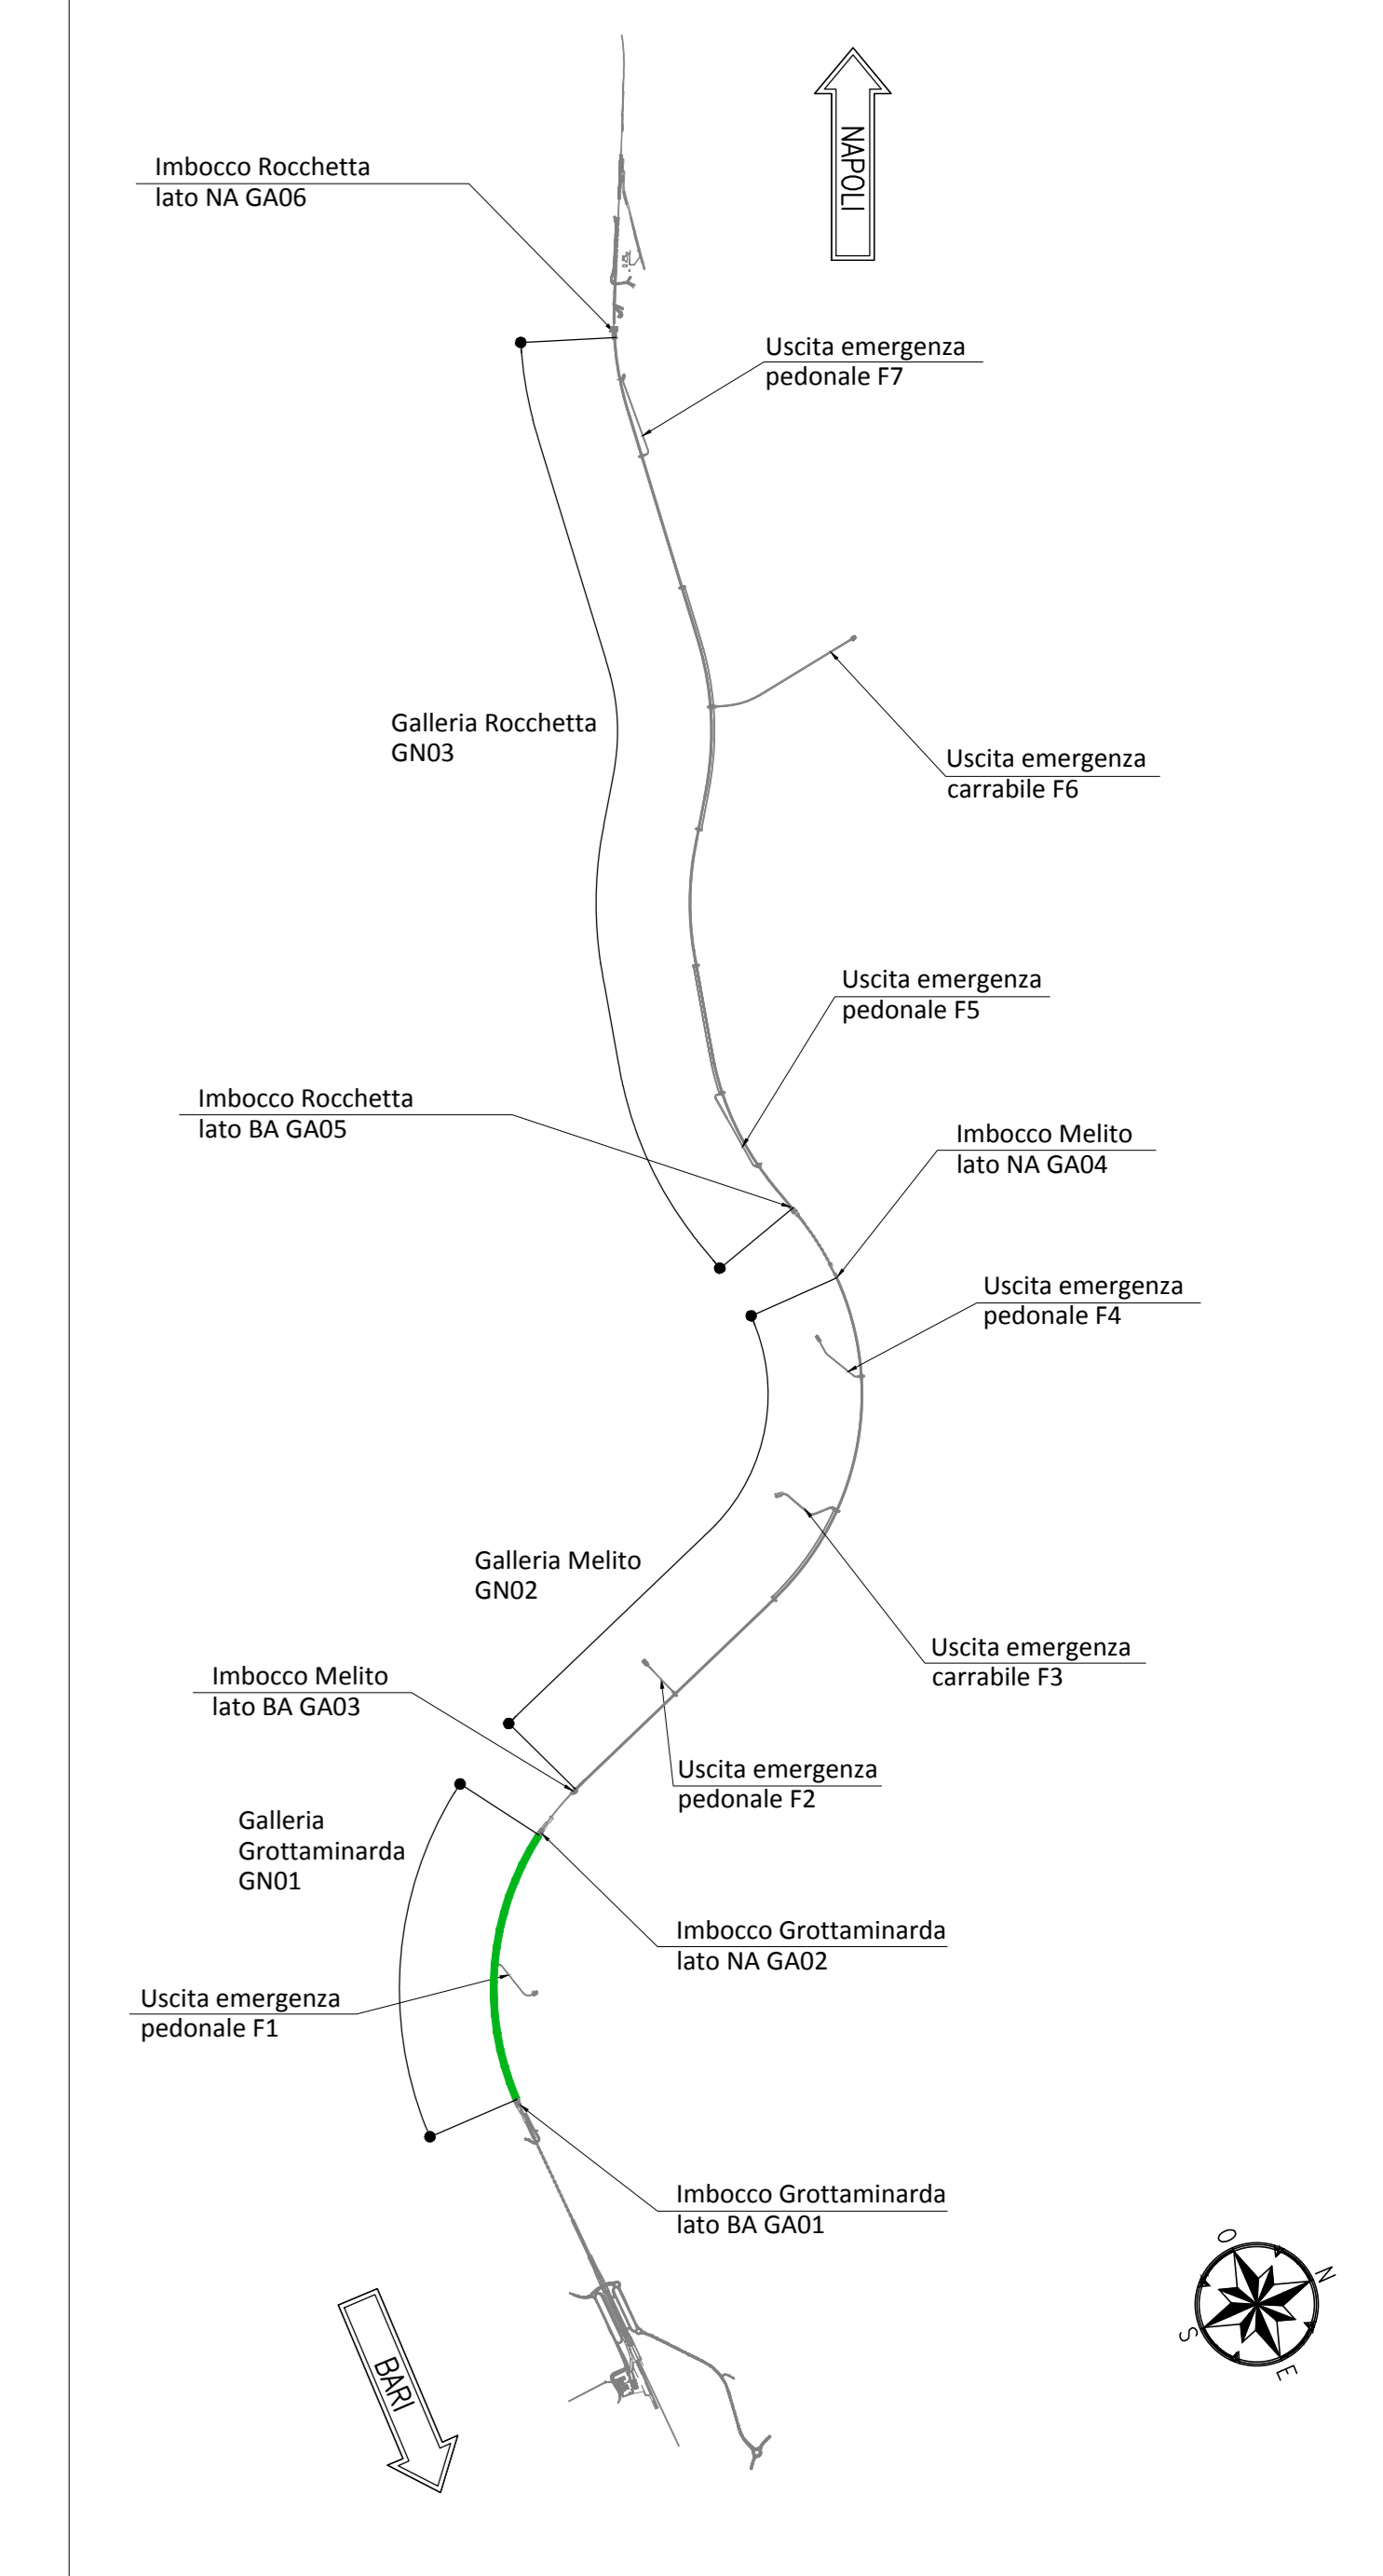 NAPOLI
Imbocco Rocchetta
lato NA GA06
Uscita emergenza
pedonale F7
Galleria Rocchetta
GN03
Uscita emergenza
carrabile F6
Uscita emergenza
pedonale F5
Imbocco Rocchetta
lato BA GA05
Imbocco Melito
lato NA GA04
Uscita emergenza
pedonale F4
Galleria Melito
GN02
Uscita emergenza
carrabile F3
Imbocco Melito
lato BA GA03
Uscita emergenza
pedonale F2
Galleria
Grottaminarda
GN01
Imbocco Grottaminarda
lato NA GA02
Uscita emergenza
pedonale F1
Imbocco Grottaminarda
lato BA GA01
O
N
S
E
BARI